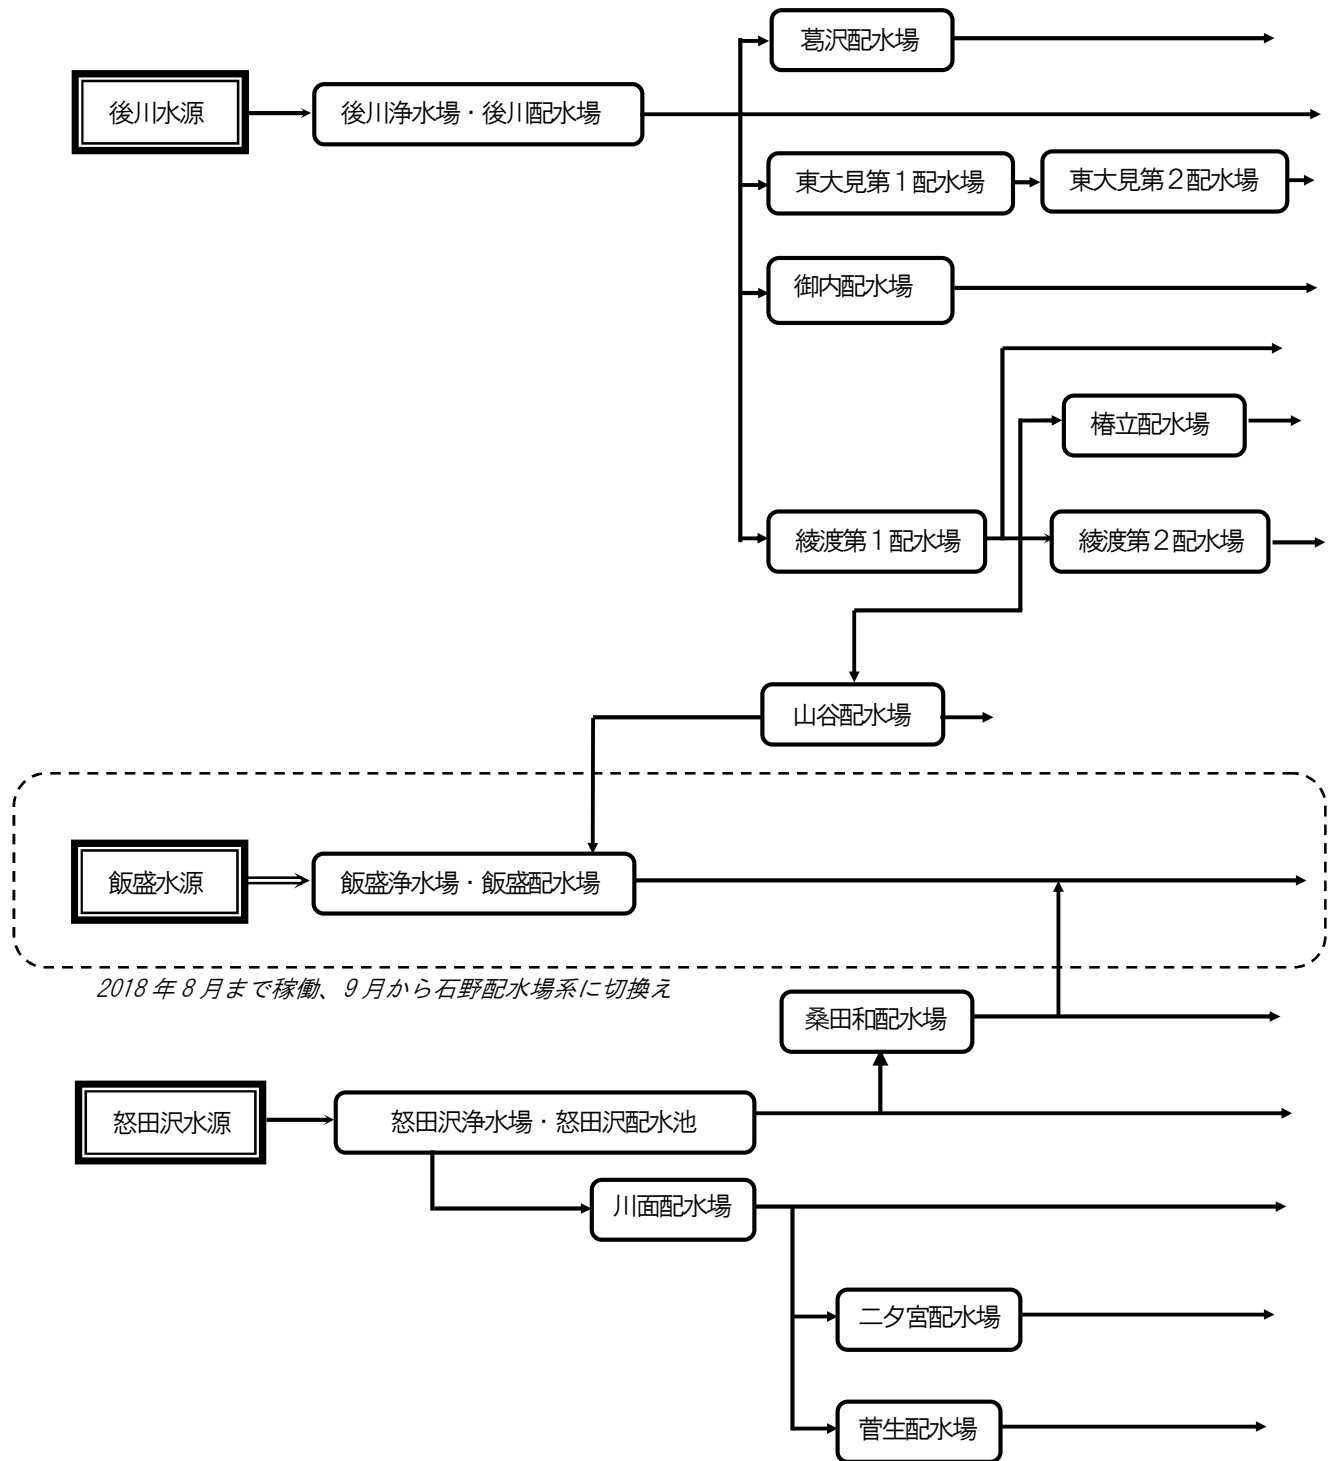 葛沢配水場
後川水源
後川浄水場・後川配水場
東大見第1配水場
東大見第2配水場
御内配水場
椿立配水場
綾渡第1配水場
綾渡第2配水場
山谷配水場
飯盛水源
飯盛浄水場・飯盛配水場
2018年8月まで稼働、9月から石野配水場系に切換え
桑田和配水場
怒田沢水源
怒田沢浄水場・怒田沢配水池
川面配水場
二タ宮配水場
菅生配水場